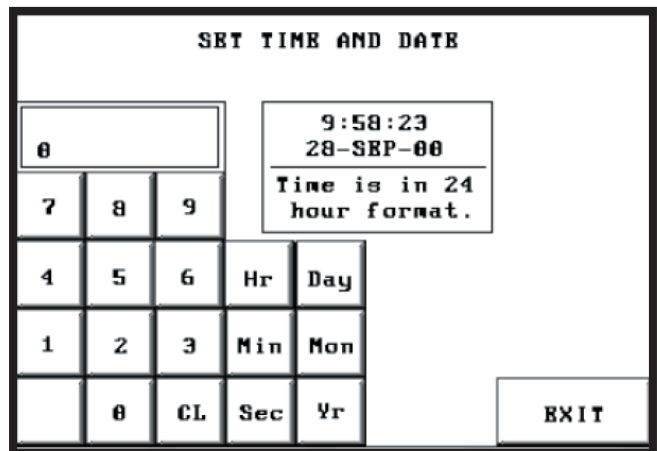 SET TIME AND DATE
9:58:23
28-SEP-00
Time is in 24
hour format.
0
7 8 9
4 5 6 Hr Day
1 2 3 Min Mon
0 CL Sec Yr
EXIT